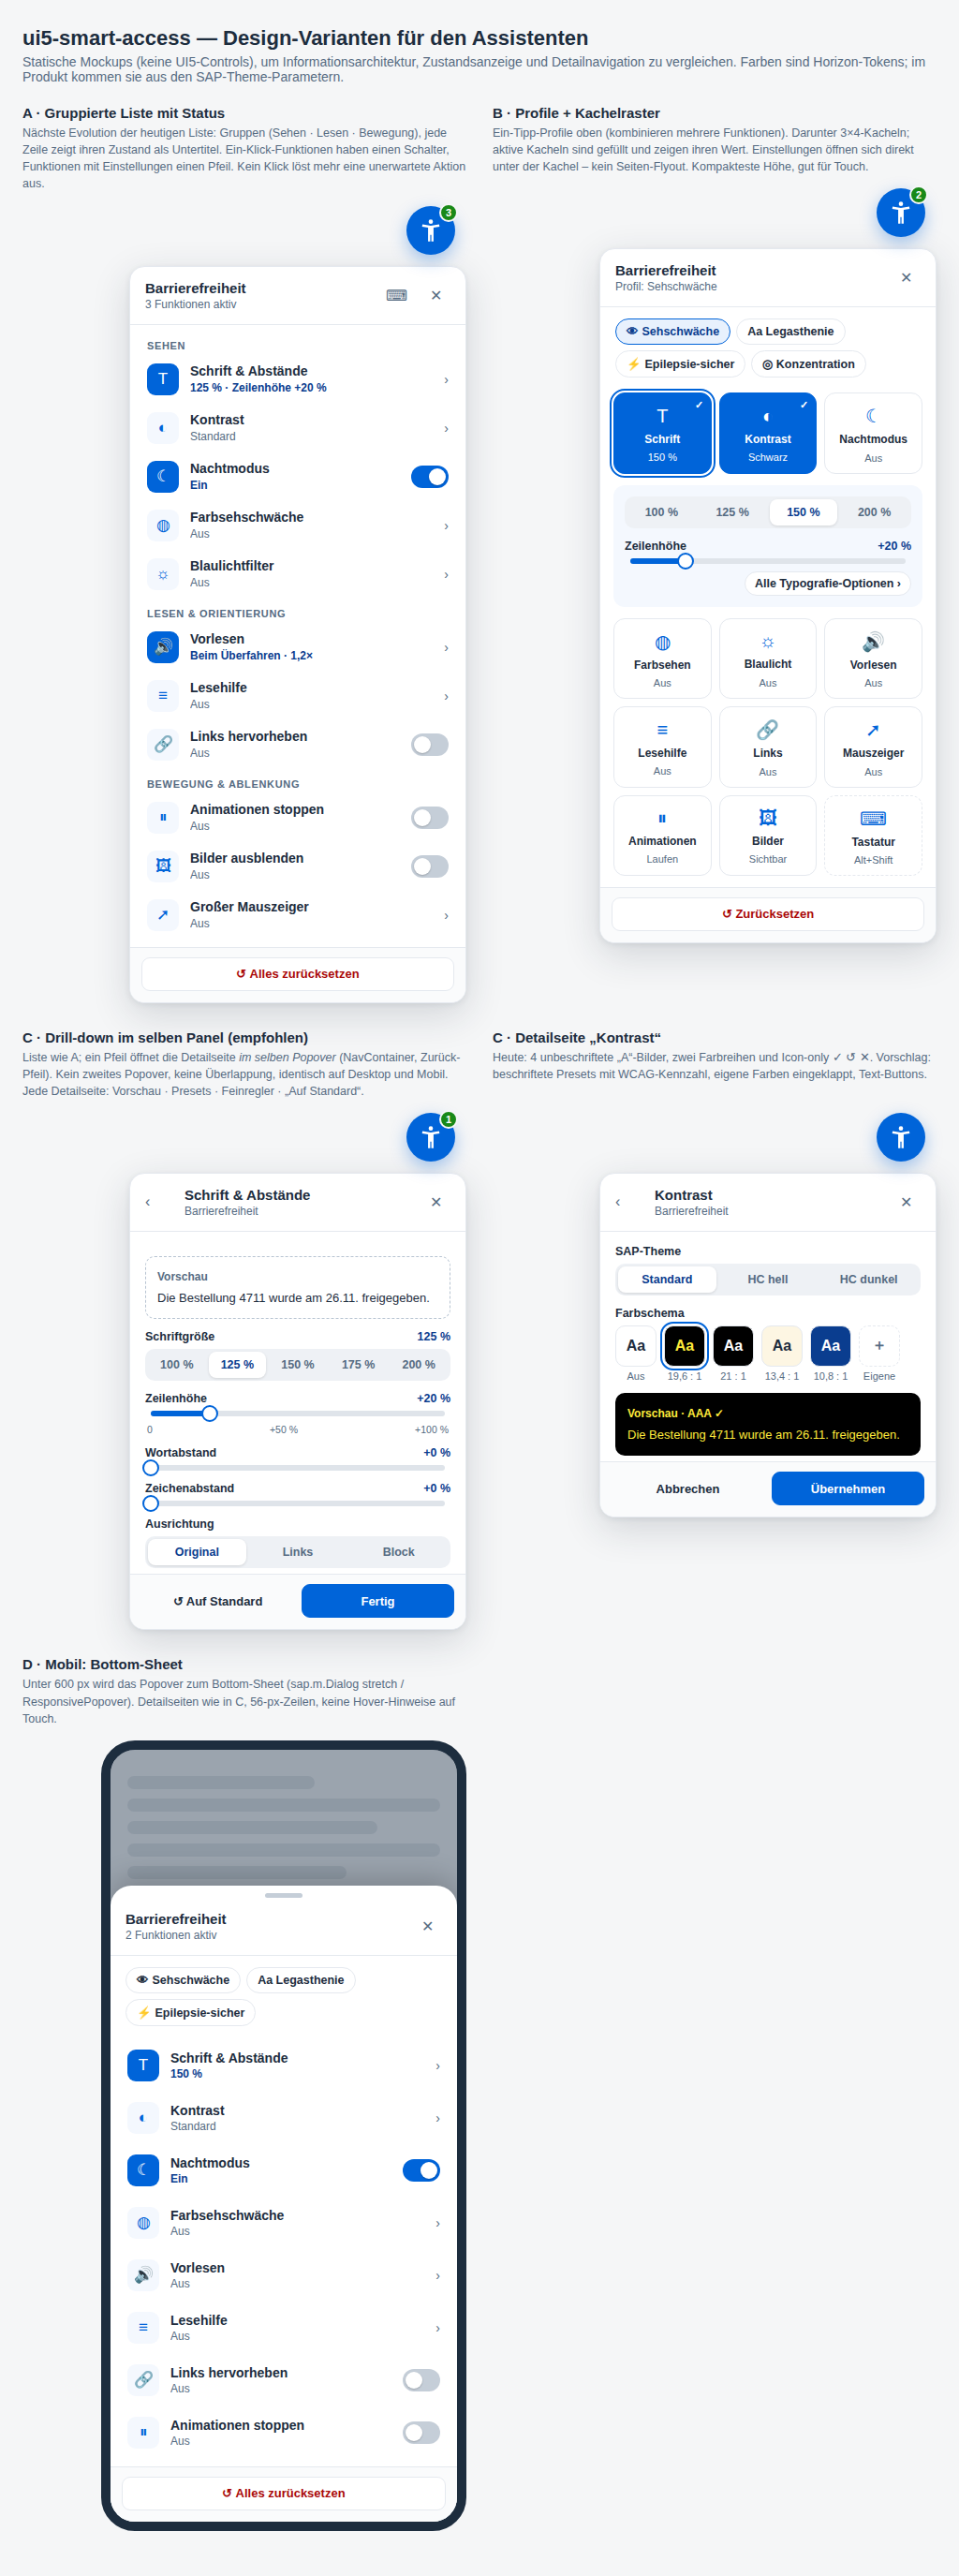 ui5-smart-access — Design-Varianten für den Assistenten
Statische Mockups (keine UI5-Controls), um Informationsarchitektur, Zustandsanzeige und Detailnavigation zu vergleichen. Farben sind Horizon-Tokens; im
Produkt kommen sie aus den SAP-Theme-Parametern.
A · Gruppierte Liste mit Status
Nächste Evolution der heutigen Liste: Gruppen (Sehen · Lesen · Bewegung), jede
Zeile zeigt ihren Zustand als Untertitel. Ein-Klick-Funktionen haben einen Schalter,
Funktionen mit Einstellungen einen Pfeil. Kein Klick löst mehr eine unerwartete Aktion
aus.
3
Barrierefreiheit
3 Funktionen aktiv
⌨ ✕
SEHEN
T
Schrift & Abstände
125 % · Zeilenhöhe +20 %
›
Kontrast
Standard
›
Nachtmodus
Ein
Farbsehschwäche
Aus
›
Blaulichtfilter
Aus
›
LESEN & ORIENTIERUNG
Vorlesen
Beim Überfahren · 1,2×
›
Lesehilfe
Aus
›
Links hervorheben
Aus
BEWEGUNG & ABLENKUNG
Animationen stoppen
Aus
Bilder ausblenden
Aus
Großer Mauszeiger
Aus
›
↺ Alles zurücksetzen
B · Profile + Kachelraster
Ein-Tipp-Profile oben (kombinieren mehrere Funktionen). Darunter 3×4-Kacheln;
aktive Kacheln sind gefüllt und zeigen ihren Wert. Einstellungen öffnen sich direkt
unter der Kachel – kein Seiten-Flyout. Kompakteste Höhe, gut für Touch.
2
Barrierefreiheit
Profil: Sehschwäche
✕
👁 Sehschwäche
Aa Legasthenie
⚡ Epilepsie-sicher
◎ Konzentration
T ✓
Schrift
150 %
✓
Kontrast
Schwarz
Nachtmodus
Aus
100 % 125 % 150 % 200 %
Zeilenhöhe +20 %
Alle Typografie-Optionen ›
Farbsehen
Aus
Blaulicht
Aus
Vorlesen
Aus
Lesehilfe
Aus
Links
Aus
Mauszeiger
Aus
Animationen
Laufen
Bilder
Sichtbar
Tastatur
Alt+Shift
↺ Zurücksetzen
C · Drill-down im selben Panel (empfohlen)
Liste wie A; ein Pfeil öffnet die Detailseite im selben Popover (NavContainer, Zurück-
Pfeil). Kein zweites Popover, keine Überlappung, identisch auf Desktop und Mobil.
Jede Detailseite: Vorschau · Presets · Feinregler · „Auf Standard“.
1
‹
Schrift & Abstände
Barrierefreiheit
✕
Vorschau
Die Bestellung 4711 wurde am 26.11. freigegeben.
Schriftgröße 125 %
100 % 125 % 150 % 175 % 200 %
Zeilenhöhe +20 %
0 +50 % +100 %
Wortabstand +0 %
Zeichenabstand +0 %
Ausrichtung
Original Links Block
↺ Auf Standard Fertig
C · Detailseite „Kontrast“
Heute: 4 unbeschriftete „A“-Bilder, zwei Farbreihen und Icon-only ✓ ↺ ✕. Vorschlag:
beschriftete Presets mit WCAG-Kennzahl, eigene Farben eingeklappt, Text-Buttons.
‹
Kontrast
Barrierefreiheit
✕
SAP-Theme
Standard HC hell HC dunkel
Farbschema
Aa Aa Aa Aa Aa +
Aus 19,6 : 1 21 : 1 13,4 : 1 10,8 : 1 Eigene
Vorschau · AAA ✓
Die Bestellung 4711 wurde am 26.11. freigegeben.
Abbrechen Übernehmen
D · Mobil: Bottom-Sheet
Unter 600 px wird das Popover zum Bottom-Sheet (sap.m.Dialog stretch /
ResponsivePopover). Detailseiten wie in C, 56-px-Zeilen, keine Hover-Hinweise auf
Touch.
Barrierefreiheit
2 Funktionen aktiv
✕
👁 Sehschwäche
Aa Legasthenie
⚡ Epilepsie-sicher
T
Schrift & Abstände
150 %
›
Kontrast
Standard
›
Nachtmodus
Ein
Farbsehschwäche
Aus
›
Vorlesen
Aus
›
Lesehilfe
Aus
›
Links hervorheben
Aus
Animationen stoppen
Aus
↺ Alles zurücksetzen